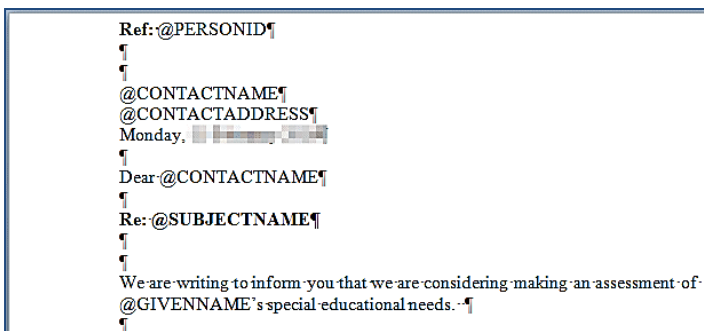 Ref: @PERSONID¶
¶
¶
@CONTACTNAME¶
@CONTACTADDRESS¶
Monday,
¶
Dear @CONTACTNAME¶
¶
Re: @SUBJECTNAME¶
¶
¶
We are writing to inform you that we are considering making an assessment of
@GIVENNAME's special educational needs. ¶
¶